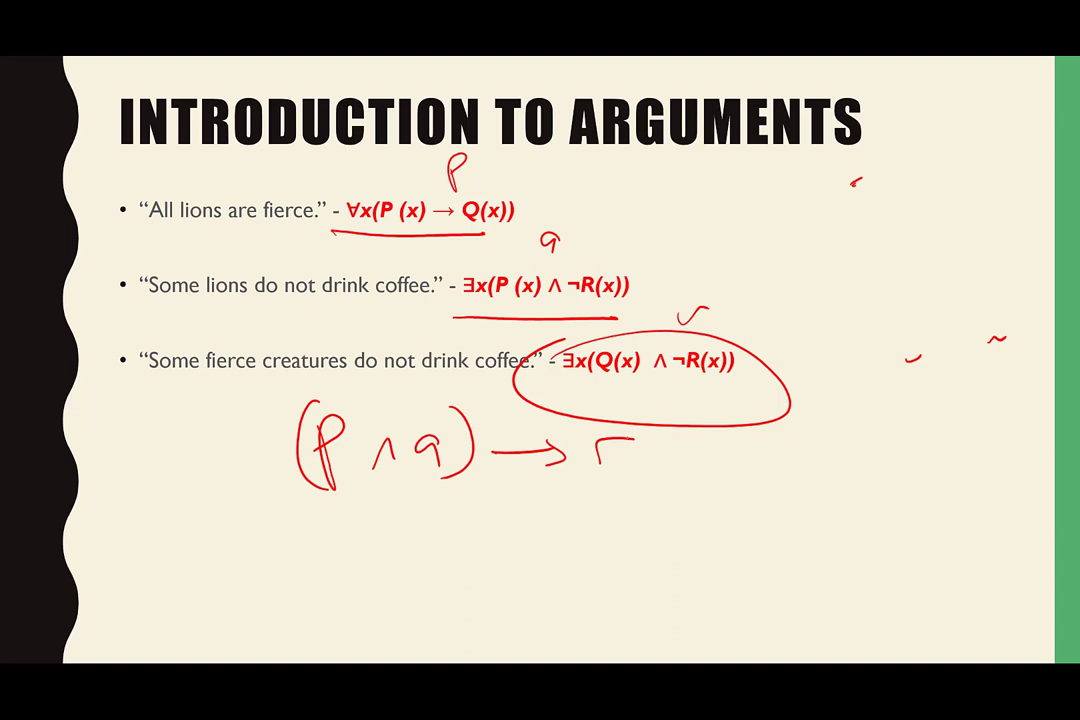 INTRODUCTION TO ARGUMENTS
p
• “All lions are fierce.” - ∀x(P (x) → Q(x))
q
• “Some lions do not drink coffee.” - ∃x(P (x) ∧ ¬R(x))
r
• “Some fierce creatures do not drink coffee.” - ∃x(Q(x) ∧ ¬R(x))
(p ∧ q) → r